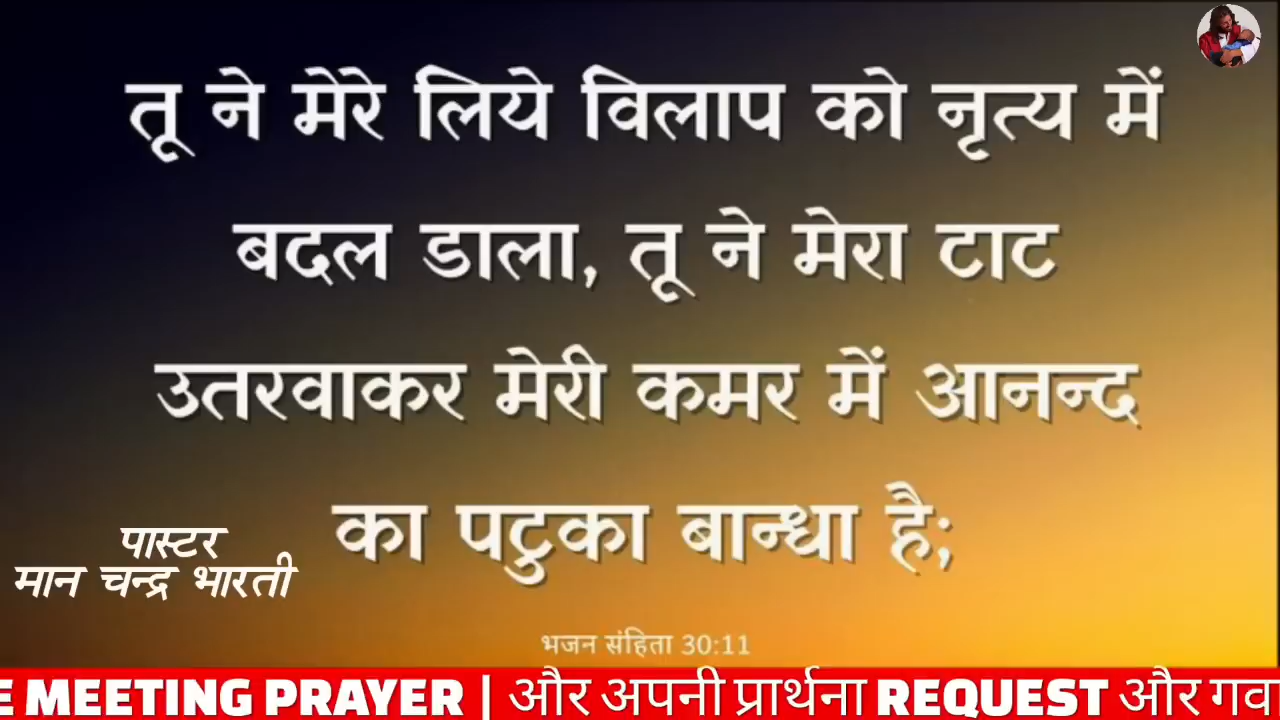 तू ने मेरे लिये विलाप को नृत्य में
बदल डाला, तू ने मेरा टाट
उतरवाकर मेरी कमर में आनन्द
का पटुका बान्धा है;
पास्टर
मान चन्द्र भारती
भजन संहिता 30:11
MEETING PRAYER | और अपनी प्रार्थना REQUEST और